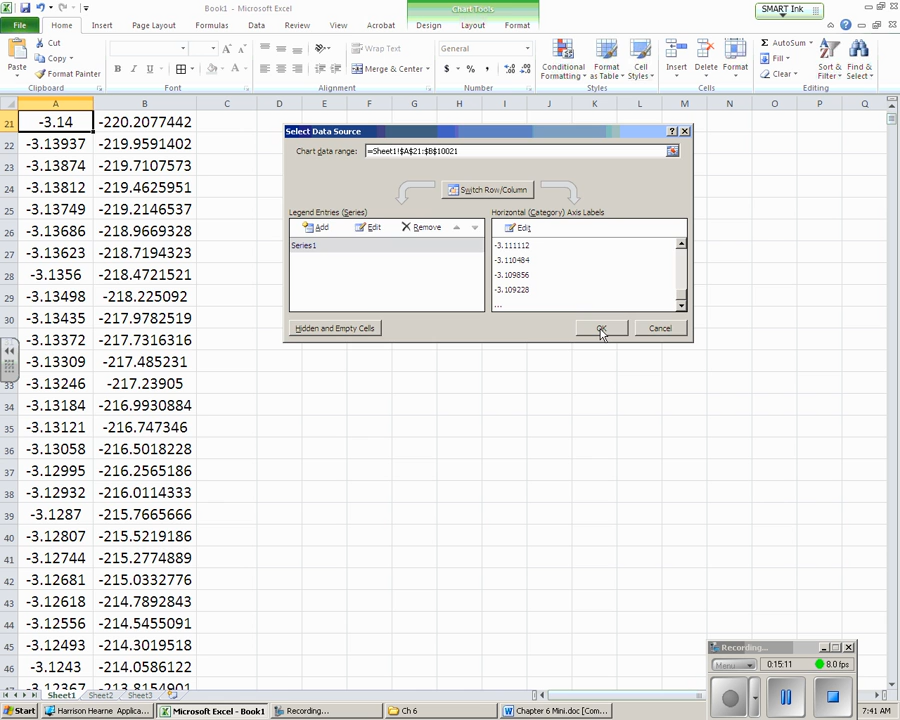 Book1 - Microsoft Excel
Chart Tools
SMART Ink
File Home Insert Page Layout Formulas Data Review View Acrobat Design Layout Format
Paste
Cut
Copy
Format Painter
Clipboard
B I U
Font
Wrap Text
Merge & Center
Alignment
General
$ % ,
Number
Conditional Formatting
Format as Table
Cell Styles
Styles
Insert Delete Format
Cells
AutoSum
Fill
Clear
Sort & Filter
Find & Select
Editing
A B C D E F G H I J K L M N O P Q
21 -3.14 -220.2077442
22 -3.13937 -219.9591402
23 -3.13874 -219.7107573
24 -3.13812 -219.4625951
25 -3.13749 -219.2146537
26 -3.13686 -218.9669328
27 -3.13623 -218.7194323
28 -3.1356 -218.4721521
29 -3.13498 -218.225092
30 -3.13435 -217.9782519
31 -3.13372 -217.7316316
-3.13309 -217.485231
33 -3.13246 -217.23905
34 -3.13184 -216.9930884
35 -3.13121 -216.747346
36 -3.13058 -216.5018228
37 -3.12995 -216.2565186
38 -3.12932 -216.0114333
39 -3.1287 -215.7665666
40 -3.12807 -215.5219186
41 -3.12744 -215.2774889
42 -3.12681 -215.0332776
43 -3.12618 -214.7892843
44 -3.12556 -214.5455091
45 -3.12493 -214.3019518
46 -3.1243 -214.0586122
-3.12367 -213.8154901
Select Data Source
Chart data range: =Sheet1!$A$21:$B$10021
Switch Row/Column
Legend Entries (Series)
Add Edit Remove
Series1
Horizontal (Category) Axis Labels
Edit
-3.111112
-3.110484
-3.109856
-3.109228
...
Hidden and Empty Cells
OK
Cancel
Recording...
Menu
0:15:11
8.0 fps
Sheet1 Sheet2 Sheet3
Start
Harrison Hearne Applica...
Microsoft Excel - Book1
Recording...
Ch 6
Chapter 6 Mini.doc [Com...
7:41 AM